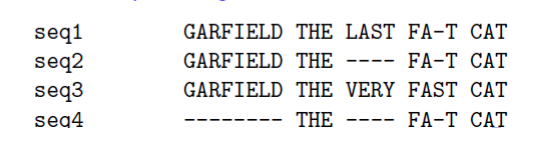 seq1 GARFIELD THE LAST FA-T CAT
seq2 GARFIELD THE ---- FA-T CAT
seq3 GARFIELD THE VERY FAST CAT
seq4 -------- THE ---- FA-T CAT